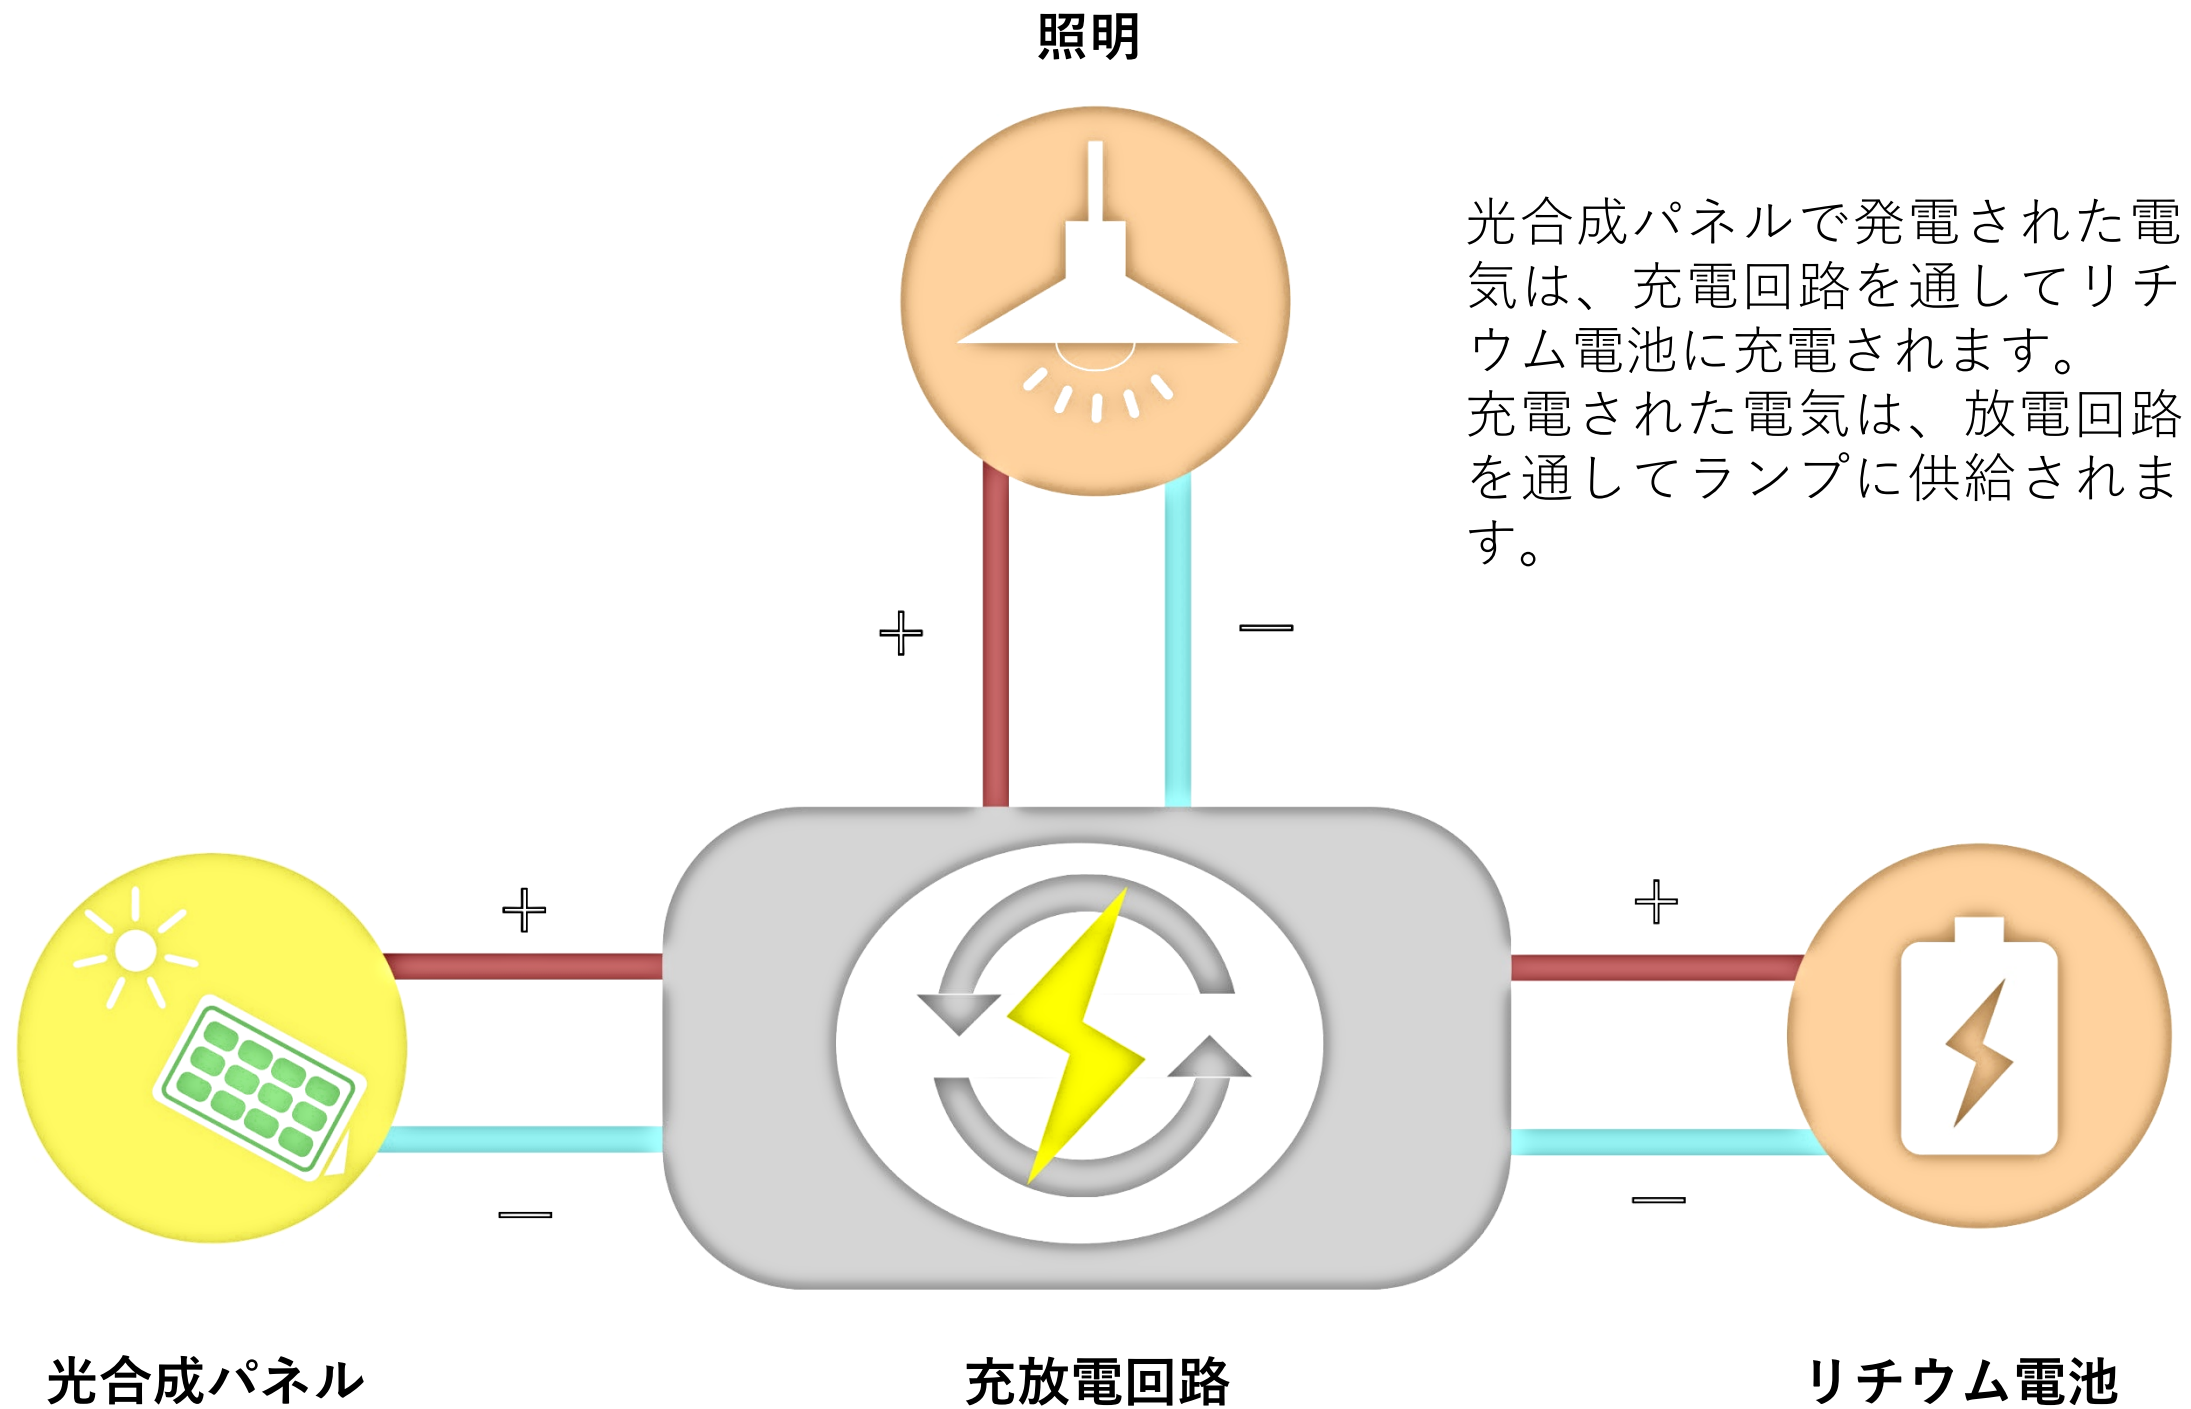 照明
光合成パネルで発電された電
気は、充電回路を通してリチ
ウム電池に充電されます。
充電された電気は、放電回路
を通してランプに供給されま
す。
+
—
+
—
+
—
光合成パネル
充放電回路
リチウム電池